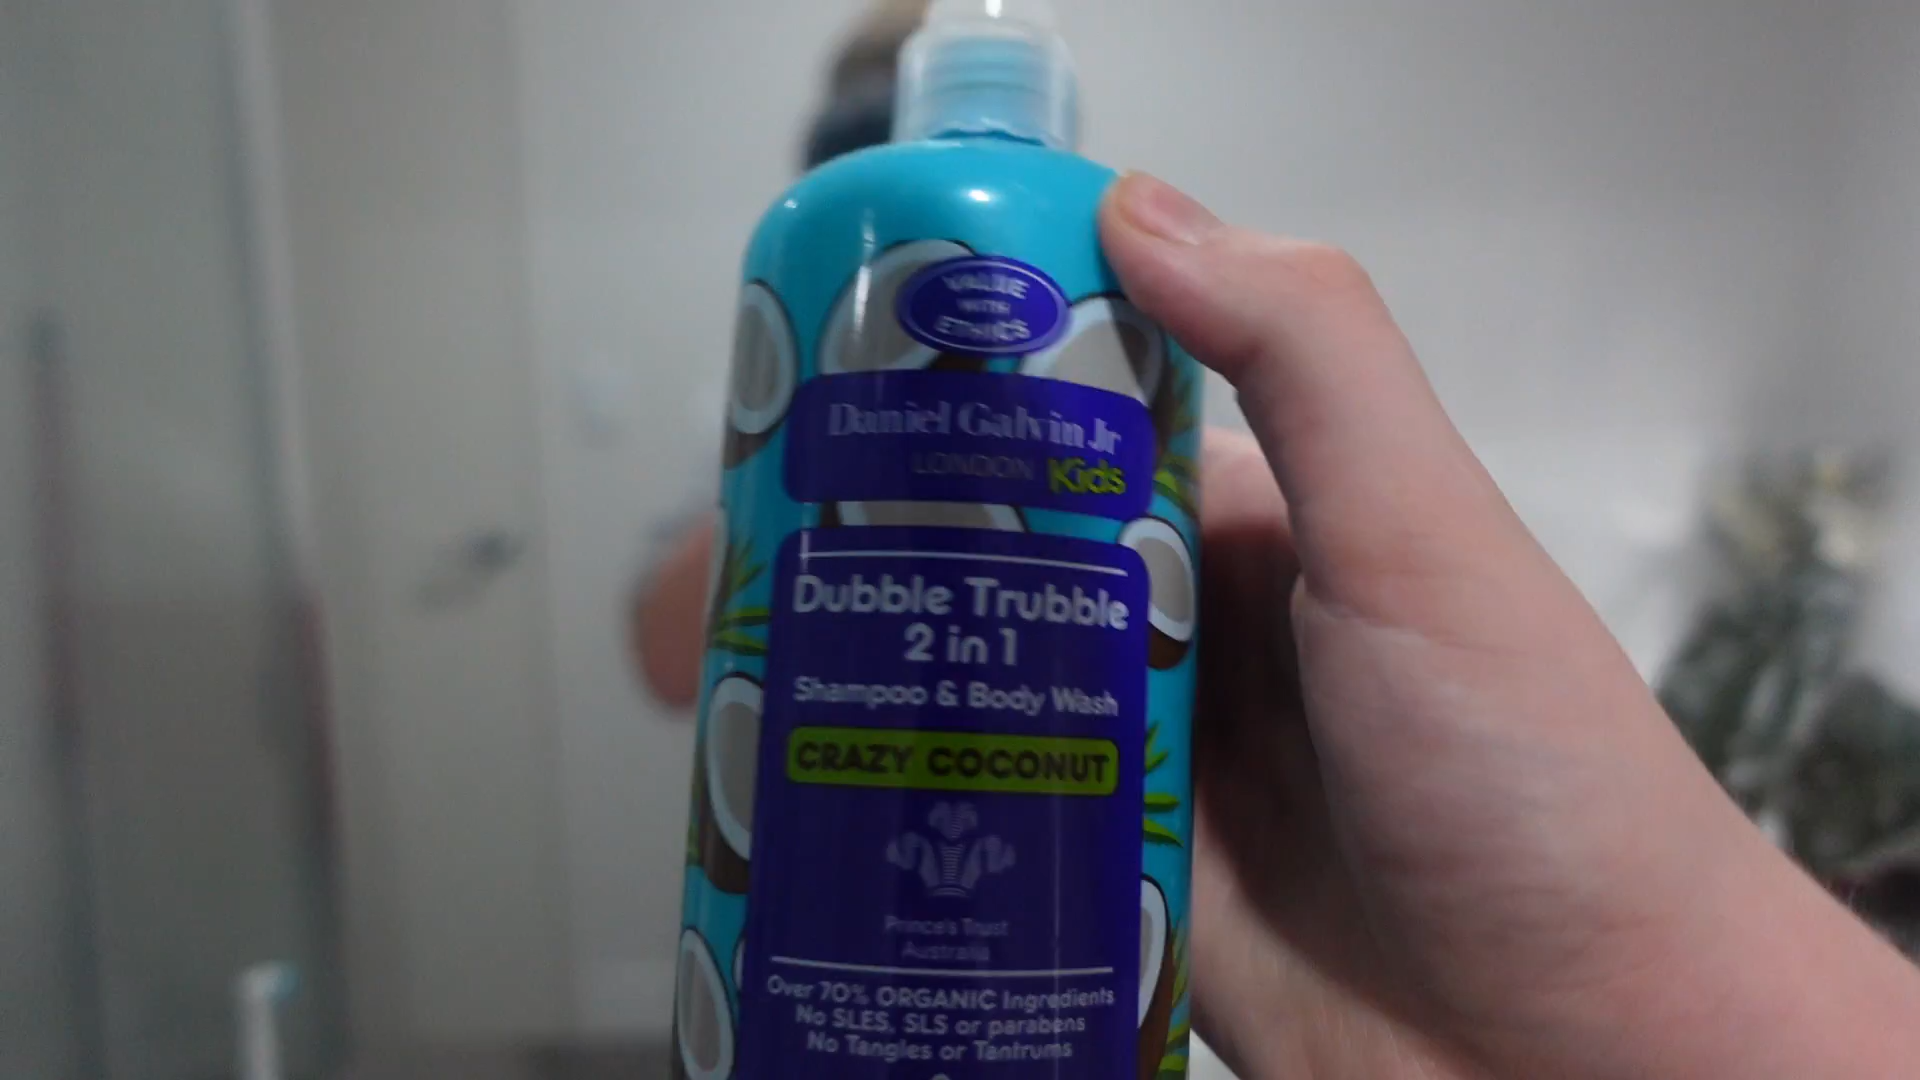 VALUE
WITH
ETHICS
Daniel Galvin Jr
LONDON Kids
Dubble Trubble
2 in 1
Shampoo & Body Wash
CRAZY COCONUT
Prince's Trust
Australia
Over 70% ORGANIC Ingredients
No SLES, SLS or parabens
No Tangles or Tantrums